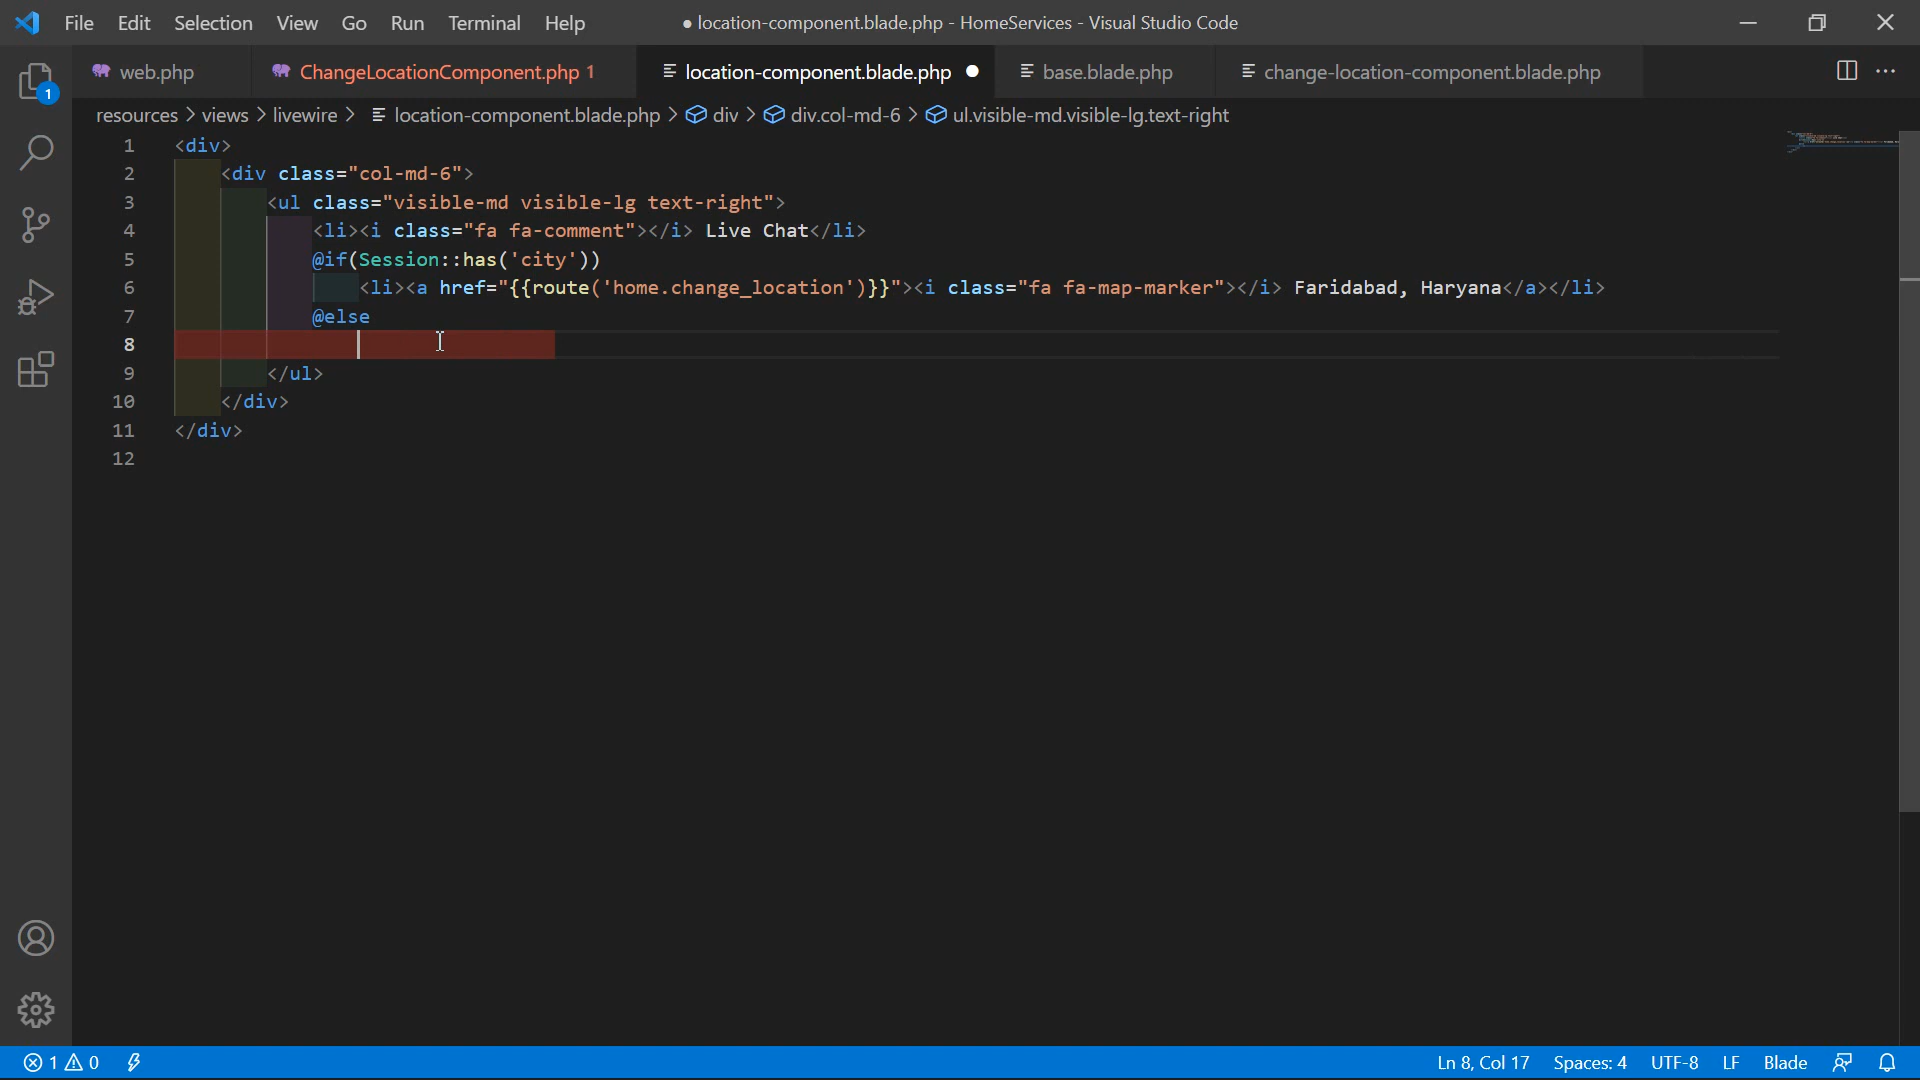 File Edit Selection View Go Run Terminal Help ● location-component.blade.php - HomeServices - Visual Studio Code
web.php ChangeLocationComponent.php 1 location-component.blade.php ● base.blade.php change-location-component.blade.php
1
resources > views > livewire > location-component.blade.php > div > div.col-md-6 > ul.visible-md.visible-lg.text-right
1 <div>
2 <div class="col-md-6">
3 <ul class="visible-md visible-lg text-right">
4 <li><i class="fa fa-comment"></i> Live Chat</li>
5 @if(Session::has('city'))
6 <li><a href="{{route('home.change_location')}}"><i class="fa fa-map-marker"></i> Faridabad, Haryana</a></li>
7 @else
8
9 </ul>
10 </div>
11 </div>
12
1 0 Ln 8, Col 17 Spaces: 4 UTF-8 LF Blade